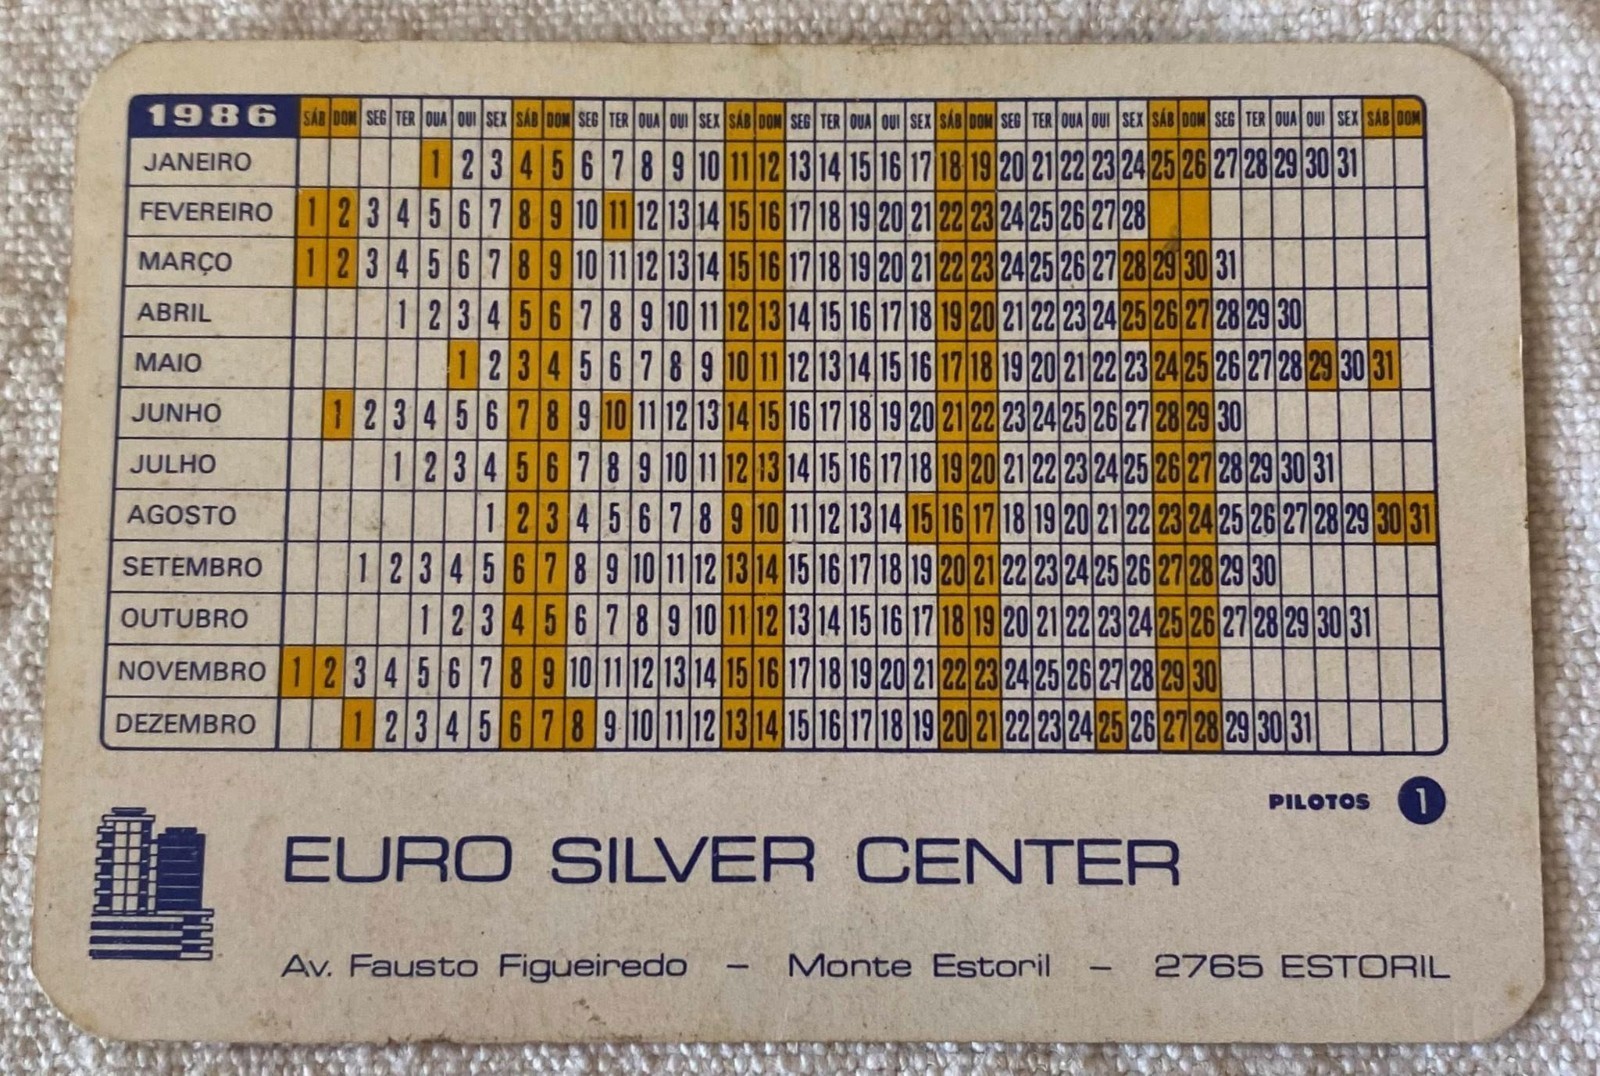 1986 SÁB DOM SEG TER QUA QUI SEX SÁB DOM SEG TER QUA QUI SEX SÁB DOM SEG TER QUA QUI SEX SÁB DOM SEG TER QUA QUI SEX SÁB DOM SEG TER QUA QUI SEX SÁB DOM
JANEIRO 1 2 3 4 5 6 7 8 9 10 11 12 13 14 15 16 17 18 19 20 21 22 23 24 25 26 27 28 29 30 31
FEVEREIRO 1 2 3 4 5 6 7 8 9 10 11 12 13 14 15 16 17 18 19 20 21 22 23 24 25 26 27 28
MARÇO 1 2 3 4 5 6 7 8 9 10 11 12 13 14 15 16 17 18 19 20 21 22 23 24 25 26 27 28 29 30 31
ABRIL 1 2 3 4 5 6 7 8 9 10 11 12 13 14 15 16 17 18 19 20 21 22 23 24 25 26 27 28 29 30
MAIO 1 2 3 4 5 6 7 8 9 10 11 12 13 14 15 16 17 18 19 20 21 22 23 24 25 26 27 28 29 30 31
JUNHO 1 2 3 4 5 6 7 8 9 10 11 12 13 14 15 16 17 18 19 20 21 22 23 24 25 26 27 28 29 30
JULHO 1 2 3 4 5 6 7 8 9 10 11 12 13 14 15 16 17 18 19 20 21 22 23 24 25 26 27 28 29 30 31
AGOSTO 1 2 3 4 5 6 7 8 9 10 11 12 13 14 15 16 17 18 19 20 21 22 23 24 25 26 27 28 29 30 31
SETEMBRO 1 2 3 4 5 6 7 8 9 10 11 12 13 14 15 16 17 18 19 20 21 22 23 24 25 26 27 28 29 30
OUTUBRO 1 2 3 4 5 6 7 8 9 10 11 12 13 14 15 16 17 18 19 20 21 22 23 24 25 26 27 28 29 30 31
NOVEMBRO 1 2 3 4 5 6 7 8 9 10 11 12 13 14 15 16 17 18 19 20 21 22 23 24 25 26 27 28 29 30
DEZEMBRO 1 2 3 4 5 6 7 8 9 10 11 12 13 14 15 16 17 18 19 20 21 22 23 24 25 26 27 28 29 30 31
PILOTOS 1
EURO SILVER CENTER
Av. Fausto Figueiredo – Monte Estoril – 2765 ESTORIL